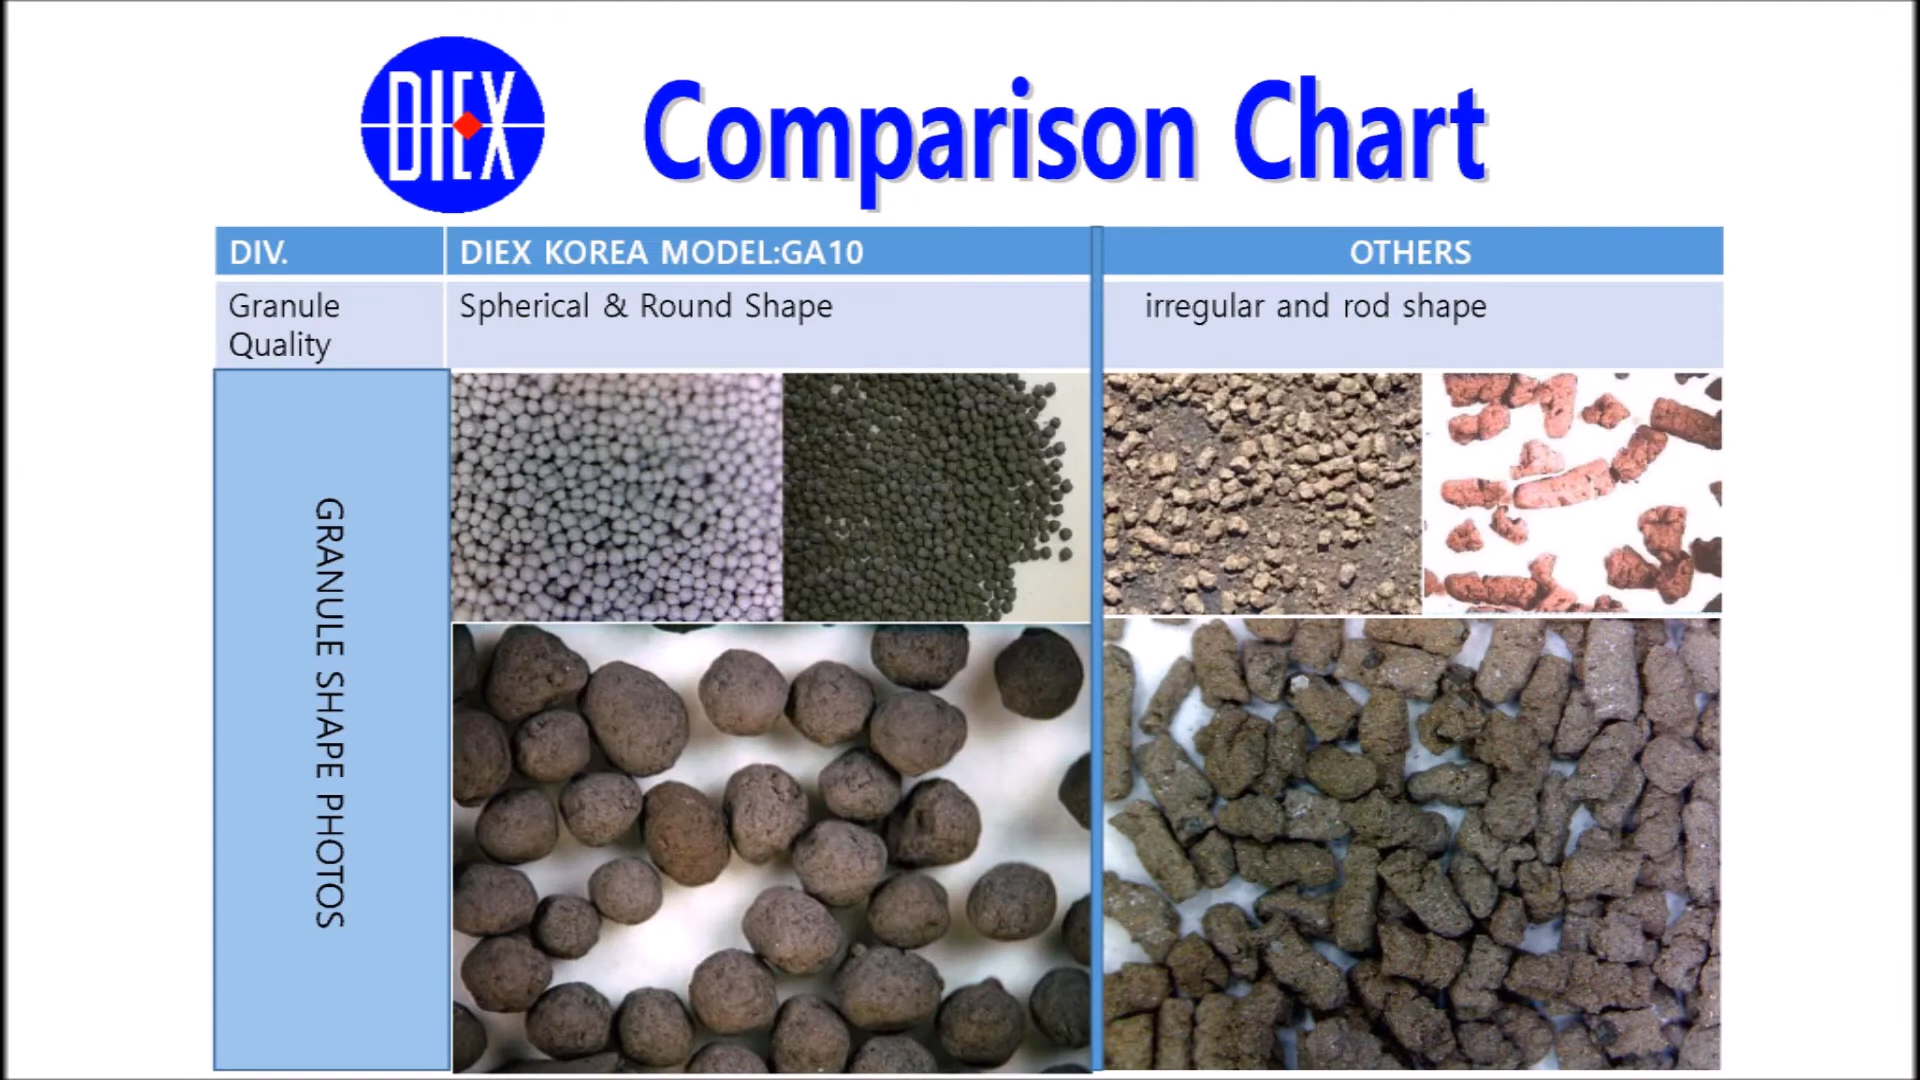 DIEX
Comparison Chart
DIV.
DIEX KOREA MODEL:GA10
OTHERS
Granule
Quality
Spherical & Round Shape
irregular and rod shape
GRANULE SHAPE PHOTOS